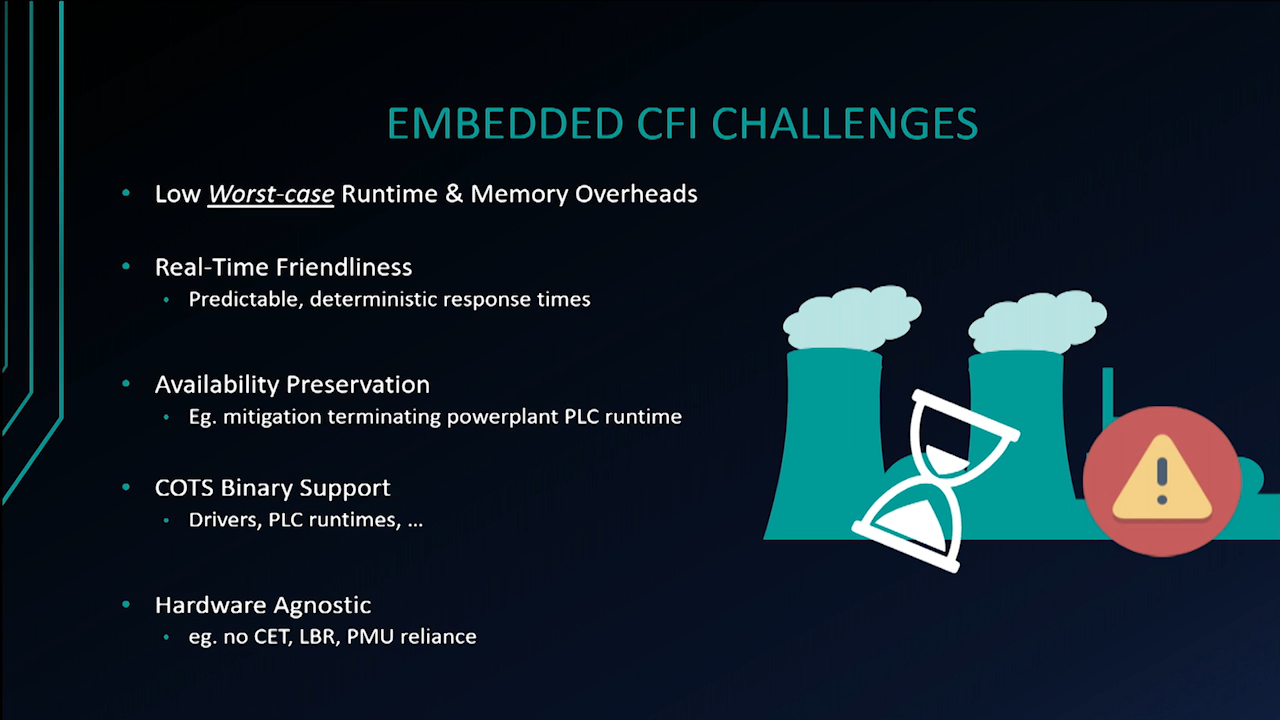 EMBEDDED CFI CHALLENGES
• Low Worst-case Runtime & Memory Overheads
• Real-Time Friendliness
• Predictable, deterministic response times
• Availability Preservation
• Eg. mitigation terminating powerplant PLC runtime
• COTS Binary Support
• Drivers, PLC runtimes, ...
• Hardware Agnostic
• eg. no CET, LBR, PMU reliance